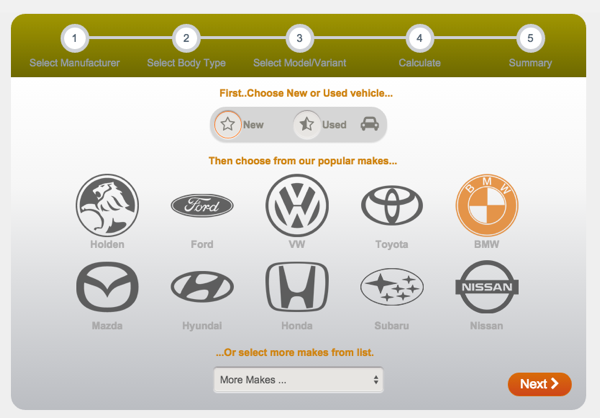 1 2 3 4 5
Select Manufacturer Select Body Type Select Model/Variant Calculate Summary
First..Choose New or Used vehicle...
New Used
Then choose from our popular makes...
Ford BMW
Holden Ford VW Toyota BMW
NISSAN
Mazda Hyundai Honda Subaru Nissan
...Or select more makes from list.
More Makes ...
Next